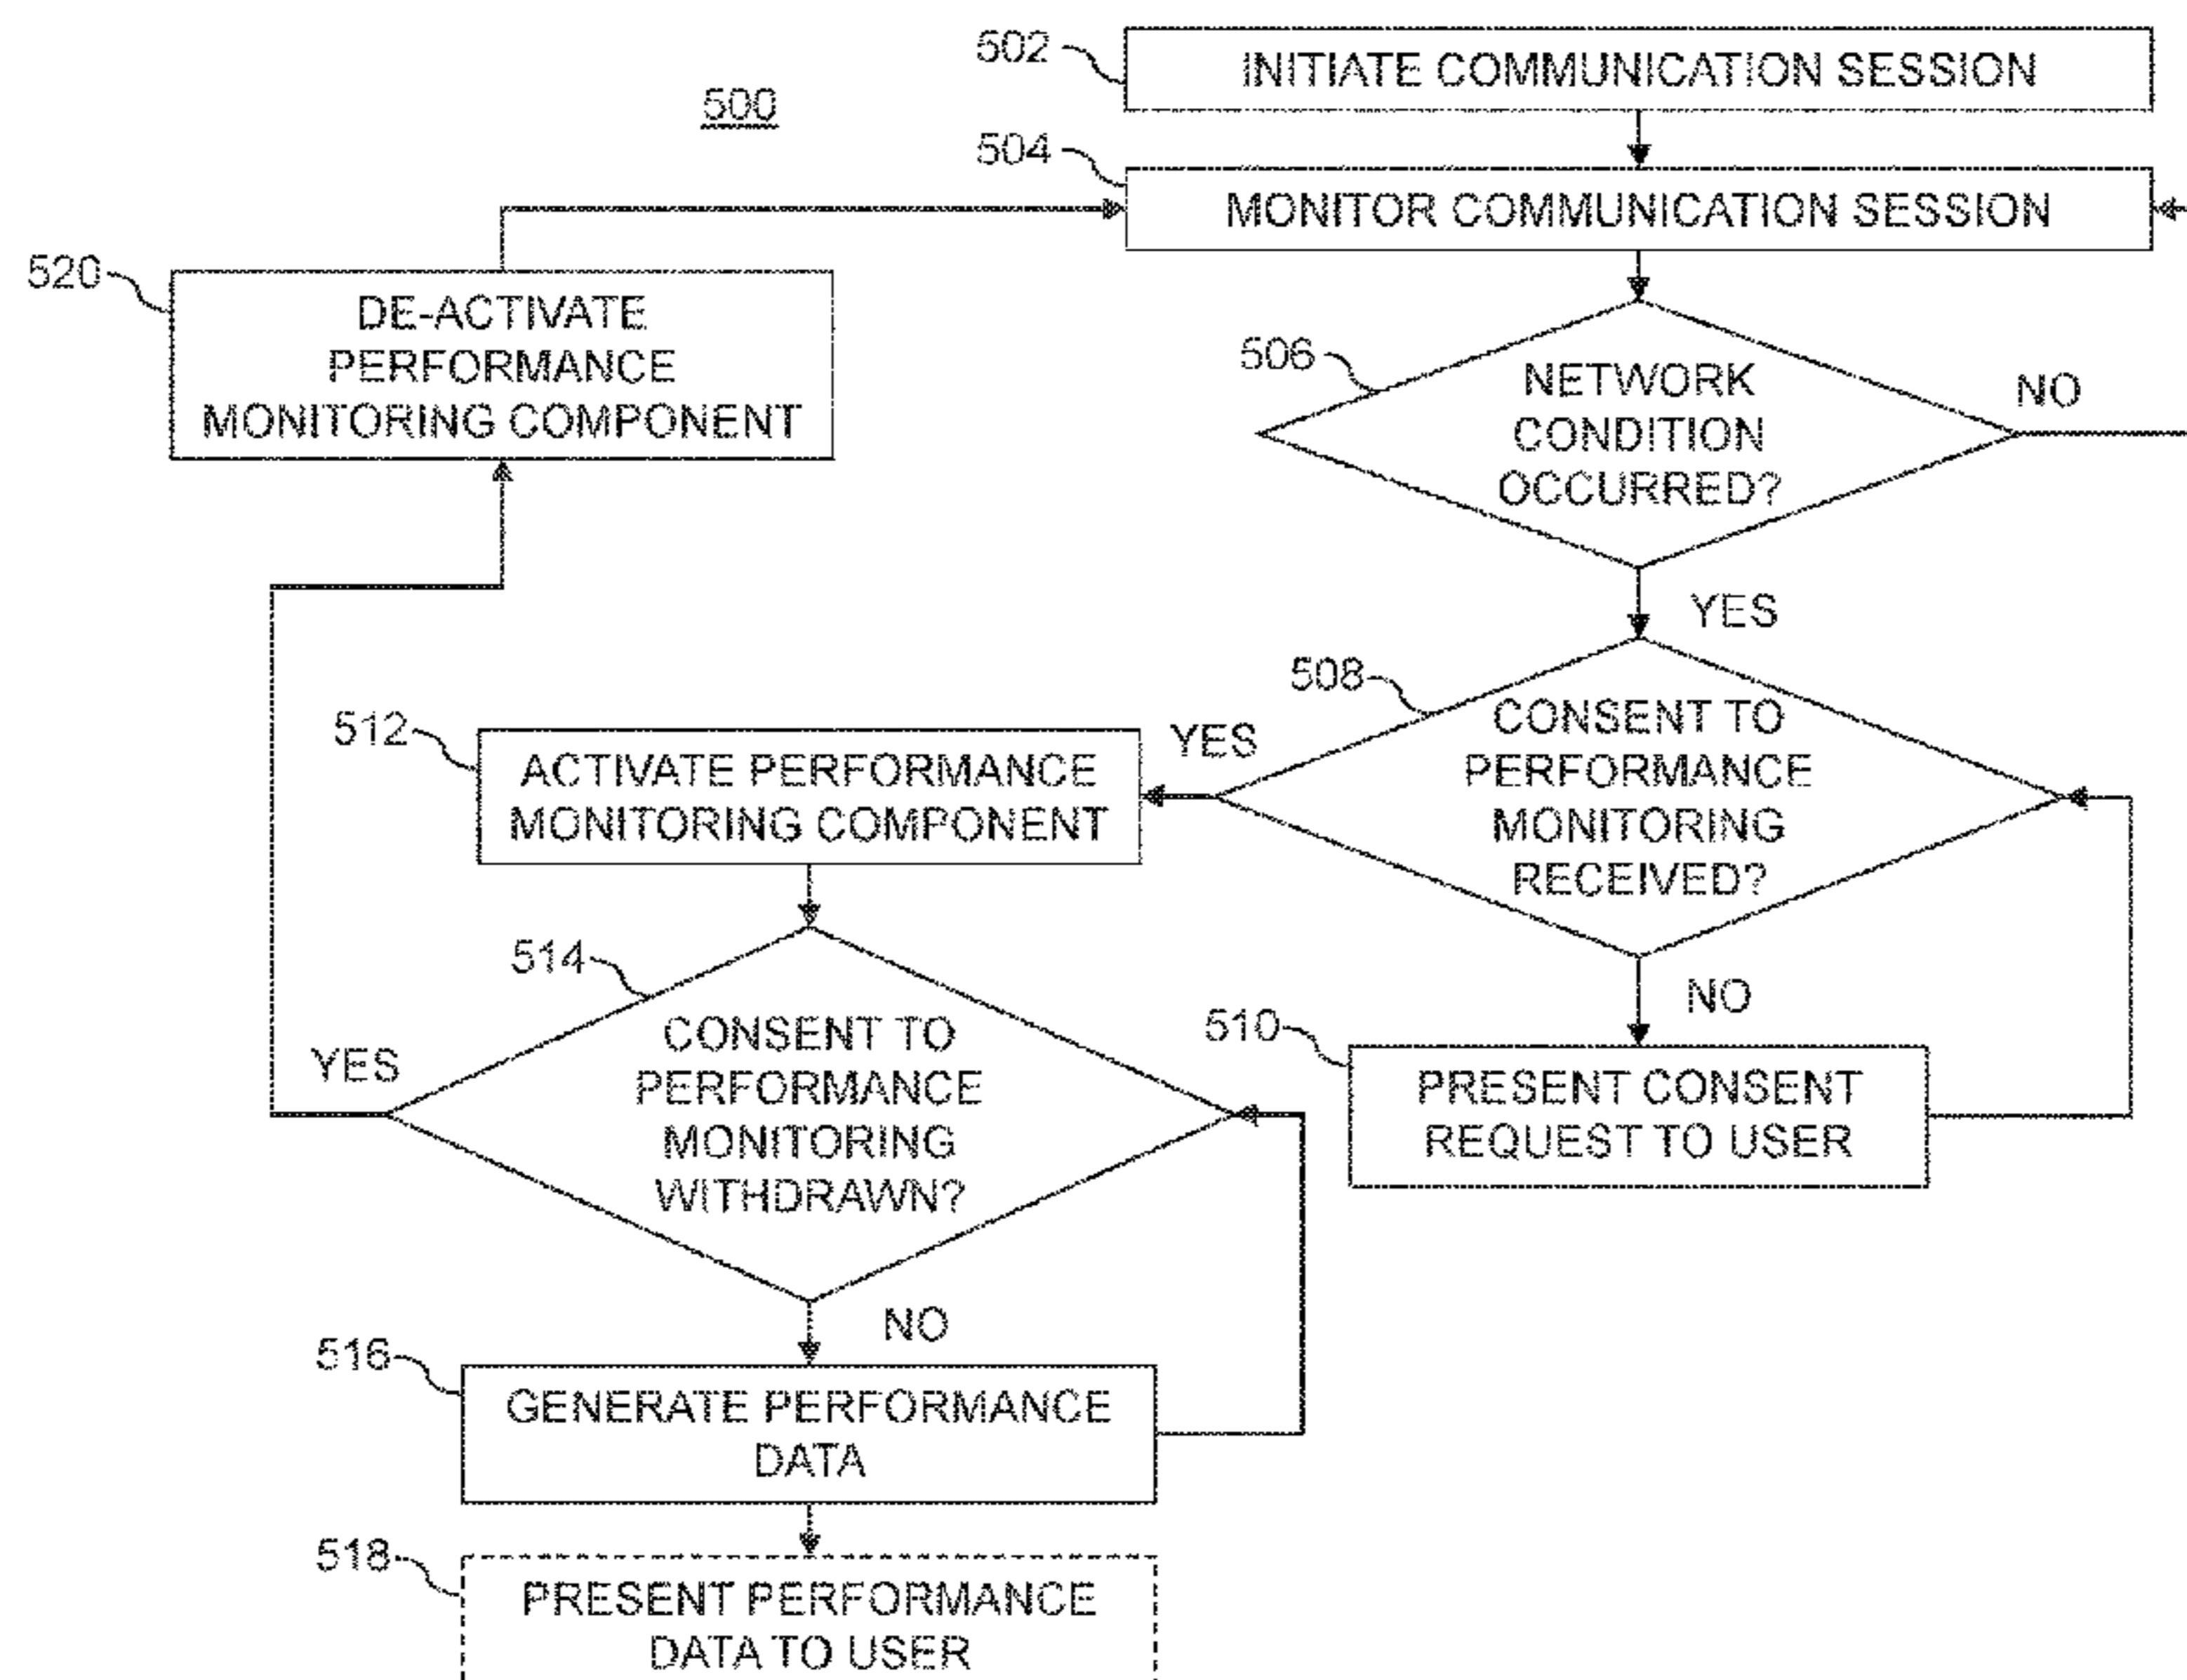 502
INITIATE COMMUNICATION SESSION
500
504
MONITOR COMMUNICATION SESSION
520
DE-ACTIVATE
PERFORMANCE
MONITORING COMPONENT
506
NETWORK
CONDITION
OCCURRED?
NO
YES
508
CONSENT TO
PERFORMANCE
MONITORING
RECEIVED?
YES
512
ACTIVATE PERFORMANCE
MONITORING COMPONENT
NO
510
PRESENT CONSENT
REQUEST TO USER
514
CONSENT TO
PERFORMANCE
MONITORING
WITHDRAWN?
YES
NO
516
GENERATE PERFORMANCE
DATA
518
PRESENT PERFORMANCE
DATA TO USER